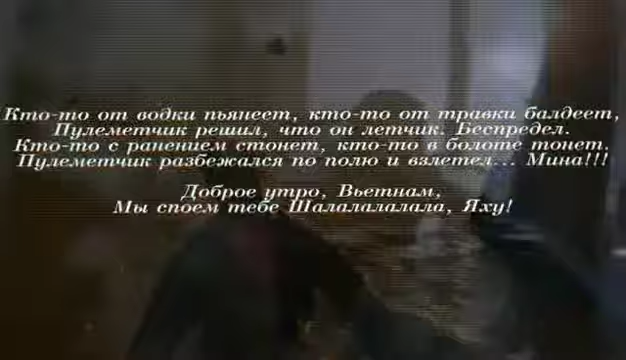 Кто-то от водки пьянеет, кто-то от травки балдеет,
Пулеметчик решил, что он летчик. Беспредел.
Кто-то с ранением стонет, кто-то в болоте тонет.
Пулеметчик разбежался по полю и взлетел... Мина!!!
Доброе утро, Вьетнам,
Мы споем тебе Шалалалалала, Яху!